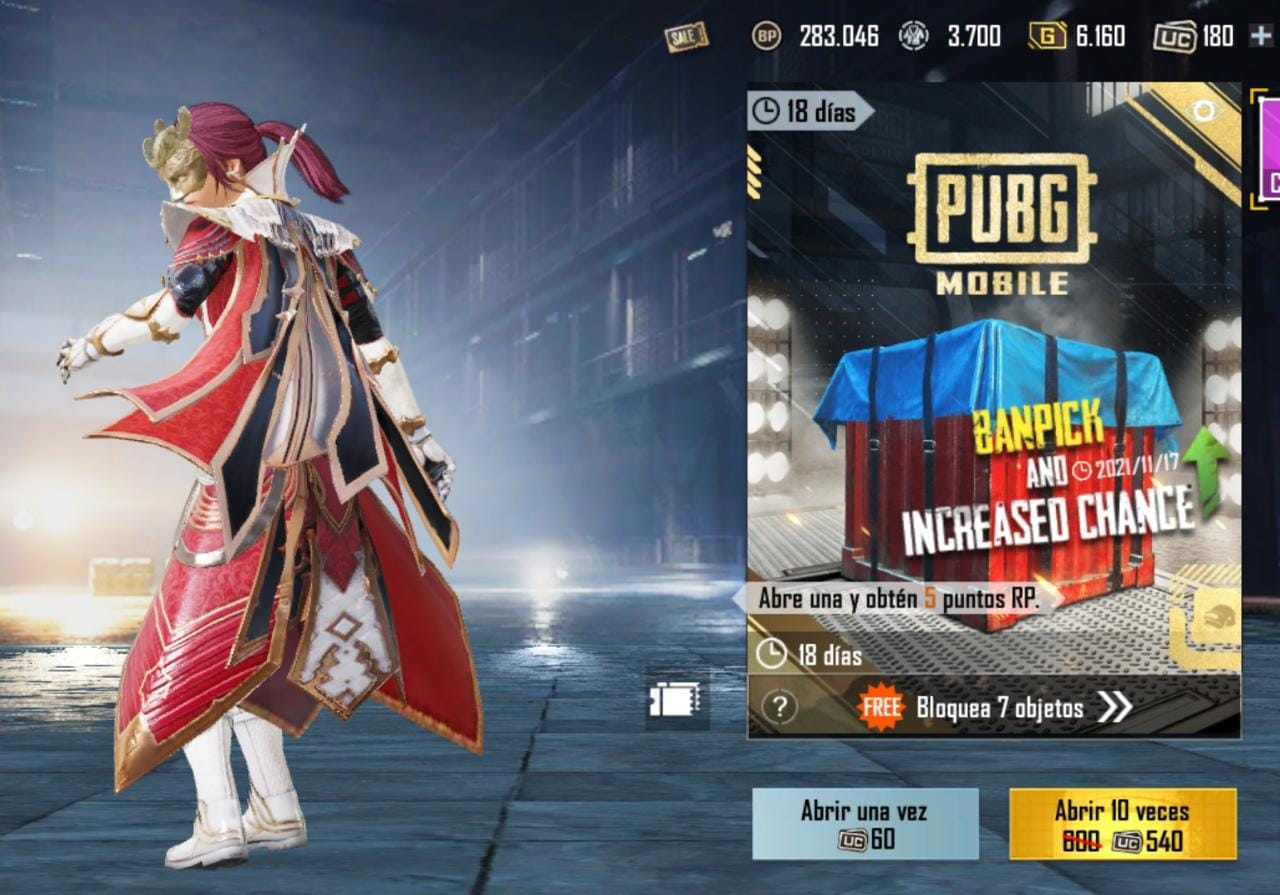 SALE
BP 283.046
3.700
G 6.160
UC 180 +
18 días
PUBG
MOBILE
BANPICK
AND 2021/11/17
INCREASED CHANCE
Abre una y obtén 5 puntos RP.
18 días
? FREE Bloquea 7 objetos
Abrir una vez
UC 60
Abrir 10 veces
600 UC 540